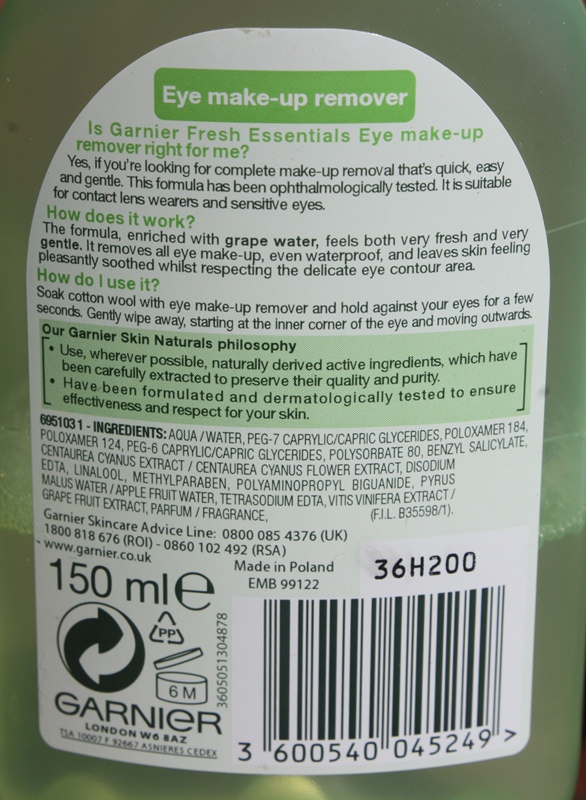 Eye make-up remover
Is Garnier Fresh Essentials Eye make-up
remover right for me?
Yes, if you're looking for complete make-up removal that's quick, easy
and gentle. This formula has been ophthalmologically tested. It is suitable
for contact lens wearers and sensitive eyes.
How does it work?
The formula, enriched with grape water, feels both very fresh and very
gentle. It removes all eye make-up, even waterproof, and leaves skin feeling
pleasantly soothed whilst respecting the delicate eye contour area.
How do I use it?
Soak cotton wool with eye make-up remover and hold against your eyes for a few
seconds. Gently wipe away, starting at the inner corner of the eye and moving outwards.
Our Garnier Skin Naturals philosophy
• Use, wherever possible, naturally derived active ingredients, which have
been carefully extracted to preserve their quality and purity.
• Have been formulated and dermatologically tested to ensure
effectiveness and respect for your skin.
695103 1 - INGREDIENTS: AQUA / WATER, PEG-7 CAPRYLIC/CAPRIC GLYCERIDES, POLOXAMER 184,
POLOXAMER 124, PEG-6 CAPRYLIC/CAPRIC GLYCERIDES, POLYSORBATE 80, BENZYL SALICYLATE,
CENTAUREA CYANUS EXTRACT / CENTAUREA CYANUS FLOWER EXTRACT, DISODIUM
EDTA, LINALOOL, METHYLPARABEN, POLYAMINOPROPYL BIGUANIDE, PYRUS
MALUS WATER / APPLE FRUIT WATER, TETRASODIUM EDTA, VITIS VINIFERA EXTRACT /
GRAPE FRUIT EXTRACT, PARFUM / FRAGRANCE, (F.I.L. B35598/1).
Garnier Skincare Advice Line: 0800 085 4376 (UK)
1800 818 676 (ROI) - 0860 102 492 (RSA)
- www.garnier.co.uk
Made in Poland
EMB 99122
36H200
150 ml e
PP
6 M
3605051304878
GARNIER
LONDON W6 8AZ
TSA 10007 F 92667 ASNIERES CEDEX
3 600540 045249 >